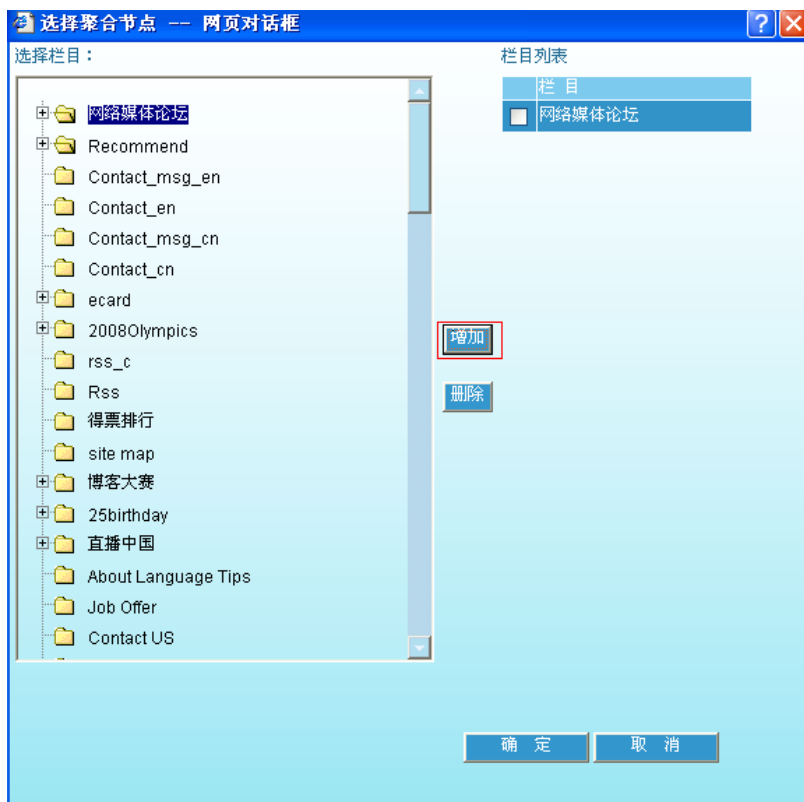 选择聚合节点 -- 网页对话框
选择栏目：
网络媒体论坛
Recommend
Contact_msg_en
Contact_en
Contact_msg_cn
Contact_cn
ecard
2008Olympics
rss_c
Rss
得票排行
site map
博客大赛
25birthday
直播中国
About Language Tips
Job Offer
Contact US
增加
删除
栏目列表
栏 目
网络媒体论坛
确 定
取 消